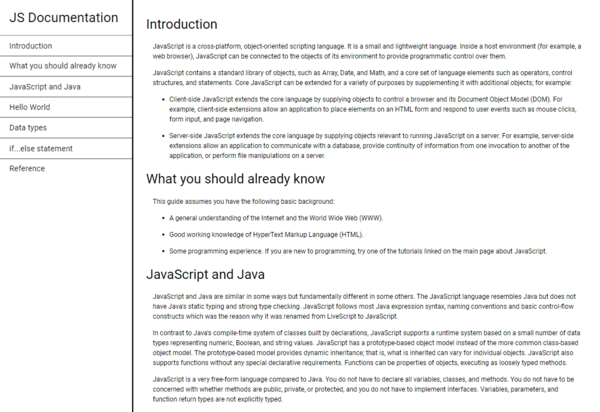 JS Documentation
Introduction
What you should already know
JavaScript and Java
Hello World
Data types
if...else statement
Reference
Introduction
JavaScript is a cross-platform, object-oriented scripting language. It is a small and lightweight language. Inside a host environment (for example, a
web browser), JavaScript can be connected to the objects of its environment to provide programmatic control over them.
JavaScript contains a standard library of objects, such as Array, Date, and Math, and a core set of language elements such as operators, control
structures, and statements. Core JavaScript can be extended for a variety of purposes by supplementing it with additional objects; for example:
• Client-side JavaScript extends the core language by supplying objects to control a browser and its Document Object Model (DOM). For
example, client-side extensions allow an application to place elements on an HTML form and respond to user events such as mouse clicks,
form input, and page navigation.
• Server-side JavaScript extends the core language by supplying objects relevant to running JavaScript on a server. For example, server-side
extensions allow an application to communicate with a database, provide continuity of information from one invocation to another of the
application, or perform file manipulations on a server.
What you should already know
This guide assumes you have the following basic background:
• A general understanding of the Internet and the World Wide Web (WWW).
• Good working knowledge of HyperText Markup Language (HTML).
• Some programming experience. If you are new to programming, try one of the tutorials linked on the main page about JavaScript.
JavaScript and Java
JavaScript and Java are similar in some ways but fundamentally different in some others. The JavaScript language resembles Java but does not
have Java's static typing and strong type checking. JavaScript follows most Java expression syntax, naming conventions and basic control-flow
constructs which was the reason why it was renamed from LiveScript to JavaScript.
In contrast to Java's compile-time system of classes built by declarations, JavaScript supports a runtime system based on a small number of data
types representing numeric, Boolean, and string values. JavaScript has a prototype-based object model instead of the more common class-based
object model. The prototype-based model provides dynamic inheritance; that is, what is inherited can vary for individual objects. JavaScript also
supports functions without any special declarative requirements. Functions can be properties of objects, executing as loosely typed methods.
JavaScript is a very free-form language compared to Java. You do not have to declare all variables, classes, and methods. You do not have to be
concerned with whether methods are public, private, or protected, and you do not have to implement interfaces. Variables, parameters, and
function return types are not explicitly typed.